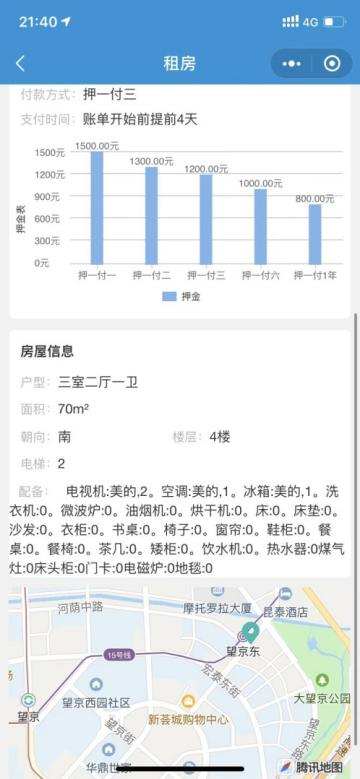 21:40
4G
租房
付款方式：押一付三
支付时间：账单开始前提前4天
押金表
1500元
1200元
900元
600元
300元
0元
1500.00元
1300.00元
1200.00元
1000.00元
800.00元
押一付一
押一付二
押一付三
押一付六
押一付1年
押金
房屋信息
户型：三室二厅一卫
面积：70m²
朝向：南 楼层：4楼
电梯：2
配备： 电视机:美的,2。空调:美的,1。冰箱:美的,1。洗
衣机:0。微波炉:0。油烟机:0。烘干机:0。床:0。床垫:0。
沙发:0。衣柜:0。书桌:0。椅子:0。窗帘:0。鞋柜:0。餐
桌:0。餐椅:0。茶几:0。矮柜:0。饮水机:0。热水器:0煤气
灶:0床头柜:0门卡:0电磁炉:0地毯:0
河荫中路
摩托罗拉大厦
昆泰酒店
望京东
15号线
宏泰东街
望京西园社区
大望京公园
望京
新荟城购物中心
望京街
望京东路
华鼎世家
腾讯地图